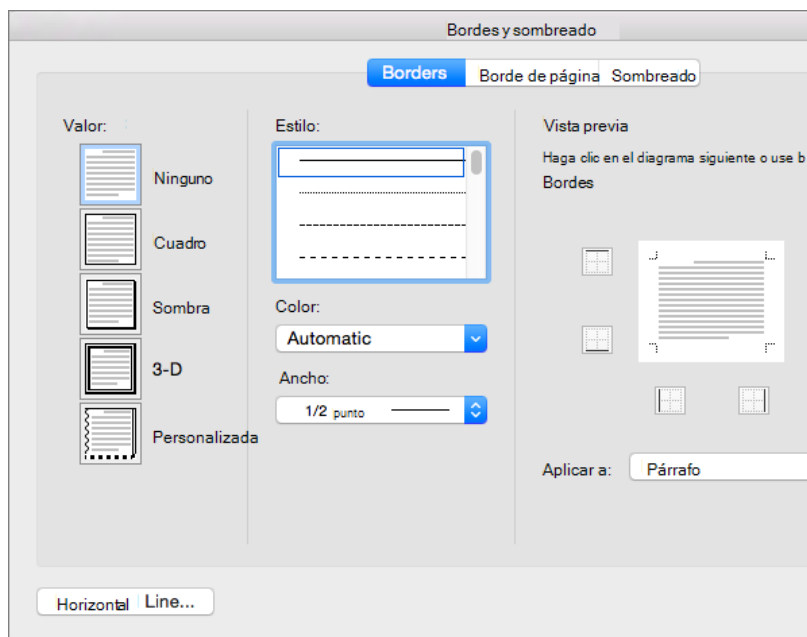 Bordes y sombreado
Borders Borde de página Sombreado
Valor:
Ninguno
Cuadro
Sombra
3-D
Personalizada
Estilo:
Color:
Automatic
Ancho:
1/2 punto
Vista previa
Haga clic en el diagrama siguiente o use b
Bordes
Aplicar a: Párrafo
Horizontal Line...